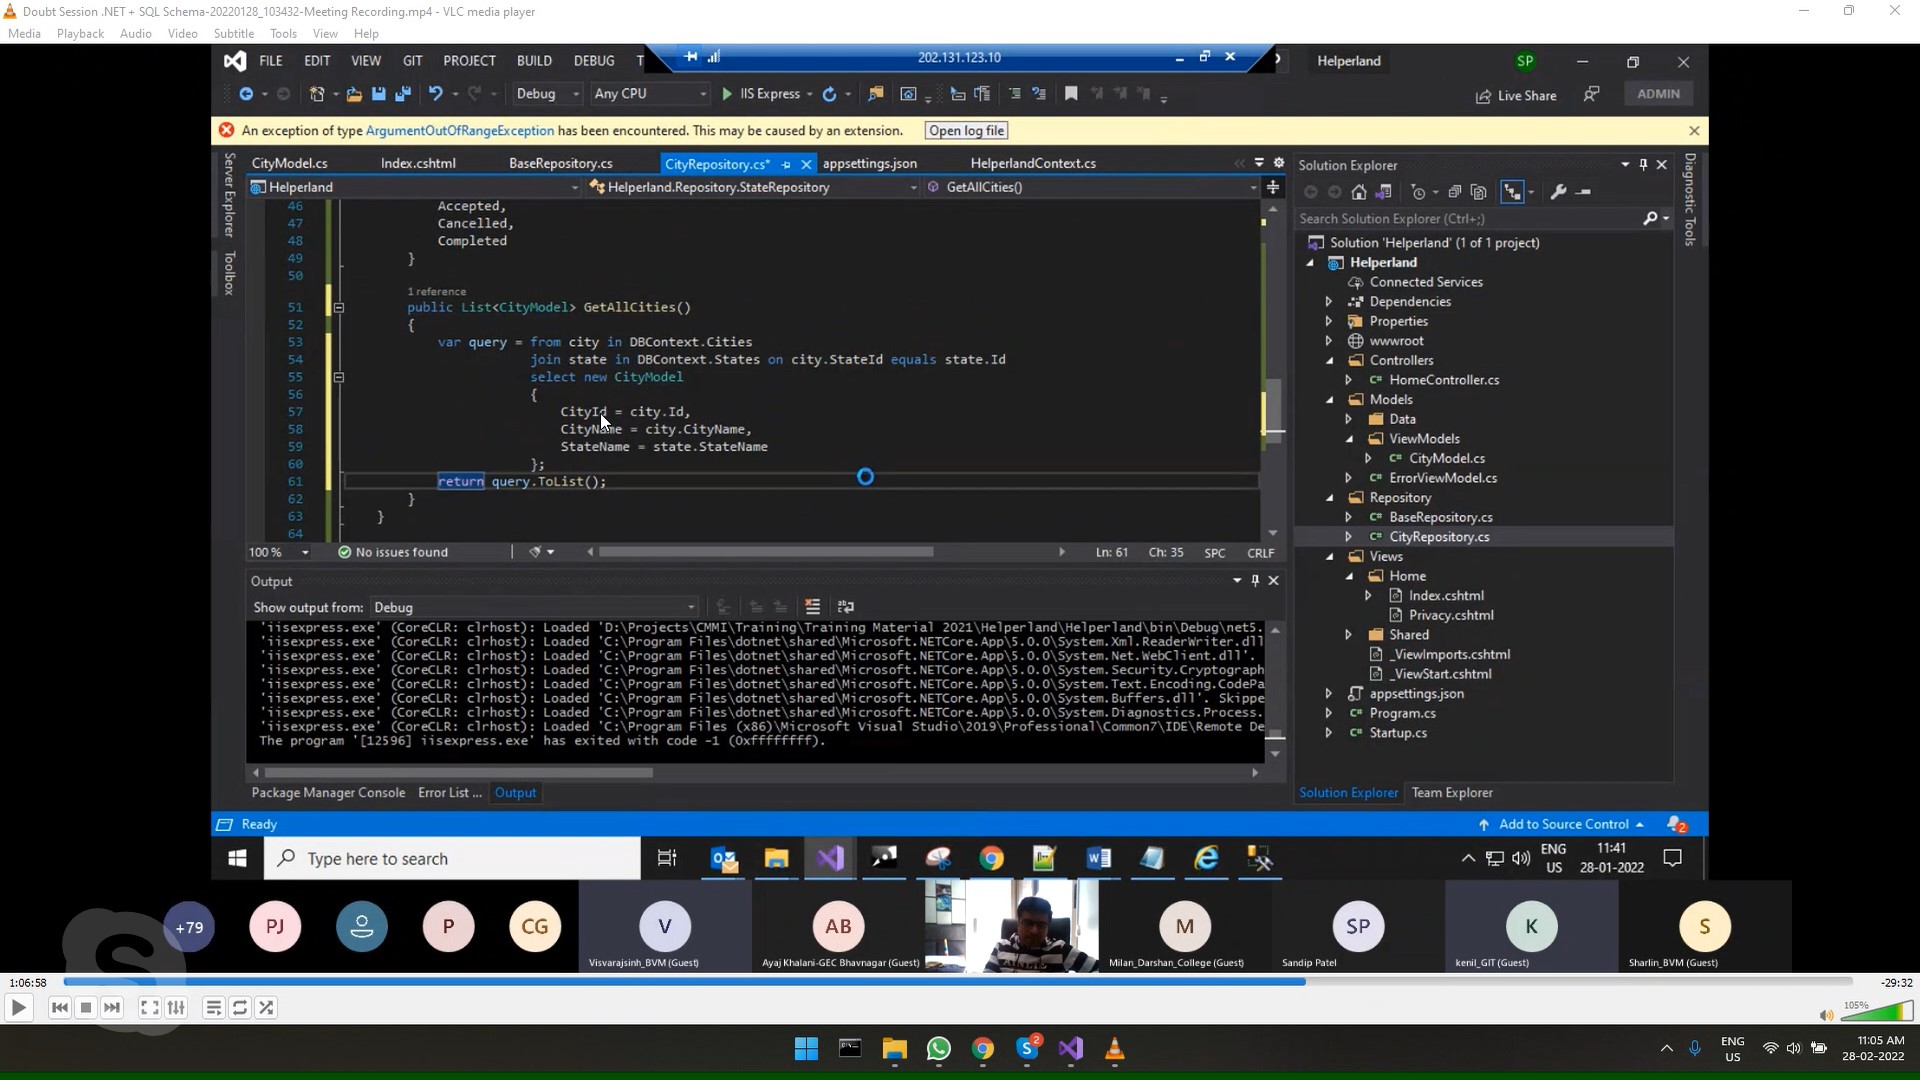 Doubt Session .NET + SQL Schema-20220128_103432-Meeting Recording.mp4 - VLC media player
Media Playback Audio Video Subtitle Tools View Help
FILE EDIT VIEW GIT PROJECT BUILD DEBUG T 202.131.123.10 Helperland SP
Debug Any CPU IIS Express Live Share ADMIN
An exception of type ArgumentOutOfRangeException has been encountered. This may be caused by an extension. Open log file
Server Explorer
Toolbox
CityModel.cs Index.cshtml BaseRepository.cs CityRepository.cs* appsettings.json HelperlandContext.cs
Helperland Helperland.Repository.StateRepository GetAllCities()
46 Accepted,
47 Cancelled,
48 Completed
49 }
50
1 reference
51 public List<CityModel> GetAllCities()
52 {
53 var query = from city in DBContext.Cities
54 join state in DBContext.States on city.StateId equals state.Id
55 select new CityModel
56 {
57 CityId = city.Id,
58 CityName = city.CityName,
59 StateName = state.StateName
60 };
61 return query.ToList();
62 }
63 }
64
100 % No issues found Ln: 61 Ch: 35 SPC CRLF
Output
Show output from: Debug
'iisexpress.exe' (CoreCLR: clrhost): Loaded 'D:\Projects\CMMI\Training\Training Material 2021\Helperland\Helperland\bin\Debug\net5.
'iisexpress.exe' (CoreCLR: clrhost): Loaded 'C:\Program Files\dotnet\shared\Microsoft.NETCore.App\5.0.0\System.Xml.ReaderWriter.dll
'iisexpress.exe' (CoreCLR: clrhost): Loaded 'C:\Program Files\dotnet\shared\Microsoft.NETCore.App\5.0.0\System.Net.WebClient.dll'.
'iisexpress.exe' (CoreCLR: clrhost): Loaded 'C:\Program Files\dotnet\shared\Microsoft.NETCore.App\5.0.0\System.Security.Cryptograph
'iisexpress.exe' (CoreCLR: clrhost): Loaded 'C:\Program Files\dotnet\shared\Microsoft.NETCore.App\5.0.0\System.Text.Encoding.CodePa
'iisexpress.exe' (CoreCLR: clrhost): Loaded 'C:\Program Files\dotnet\shared\Microsoft.NETCore.App\5.0.0\System.Buffers.dll'. Skippe
'iisexpress.exe' (CoreCLR: clrhost): Loaded 'C:\Program Files\dotnet\shared\Microsoft.NETCore.App\5.0.0\System.Diagnostics.Process.
'iisexpress.exe' (CoreCLR: clrhost): Loaded 'C:\Program Files (x86)\Microsoft Visual Studio\2019\Professional\Common7\IDE\Remote De
The program '[12596] iisexpress.exe' has exited with code -1 (0xffffffff).
Package Manager Console Error List ... Output
Solution Explorer
Search Solution Explorer (Ctrl+;)
Solution 'Helperland' (1 of 1 project)
Helperland
Connected Services
Dependencies
Properties
wwwroot
Controllers
C# HomeController.cs
Models
Data
ViewModels
C# CityModel.cs
C# ErrorViewModel.cs
Repository
C# BaseRepository.cs
C# CityRepository.cs
Views
Home
Index.cshtml
Privacy.cshtml
Shared
_ViewImports.cshtml
_ViewStart.cshtml
appsettings.json
C# Program.cs
C# Startup.cs
Solution Explorer Team Explorer
Diagnostic Tools
Ready Add to Source Control 2
Type here to search ENG US 11:41 28-01-2022
+79 PJ P CG V AB M SP K S
Visvarajsinh_BVM (Guest) Ayaj Khalani-GEC Bhavnagar (Guest) Milan_Darshan_College (Guest) Sandip Patel kenil_GIT (Guest) Sharlin_BVM (Guest)
1:06:58 -29:32
105%
2 ENG US 11:05 AM 28-02-2022